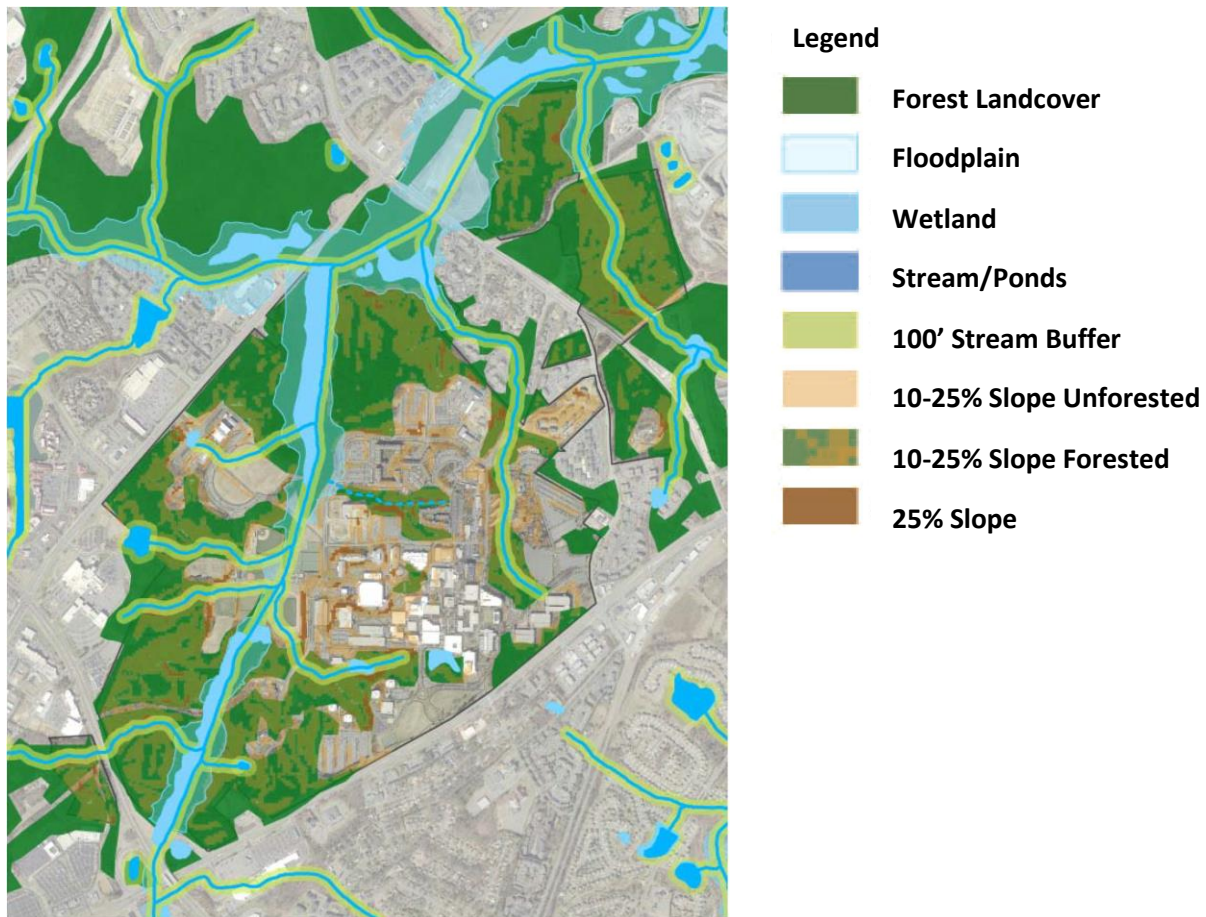 Legend
Forest Landcover
Floodplain
Wetland
Stream/Ponds
100’ Stream Buffer
10-25% Slope Unforested
10-25% Slope Forested
25% Slope